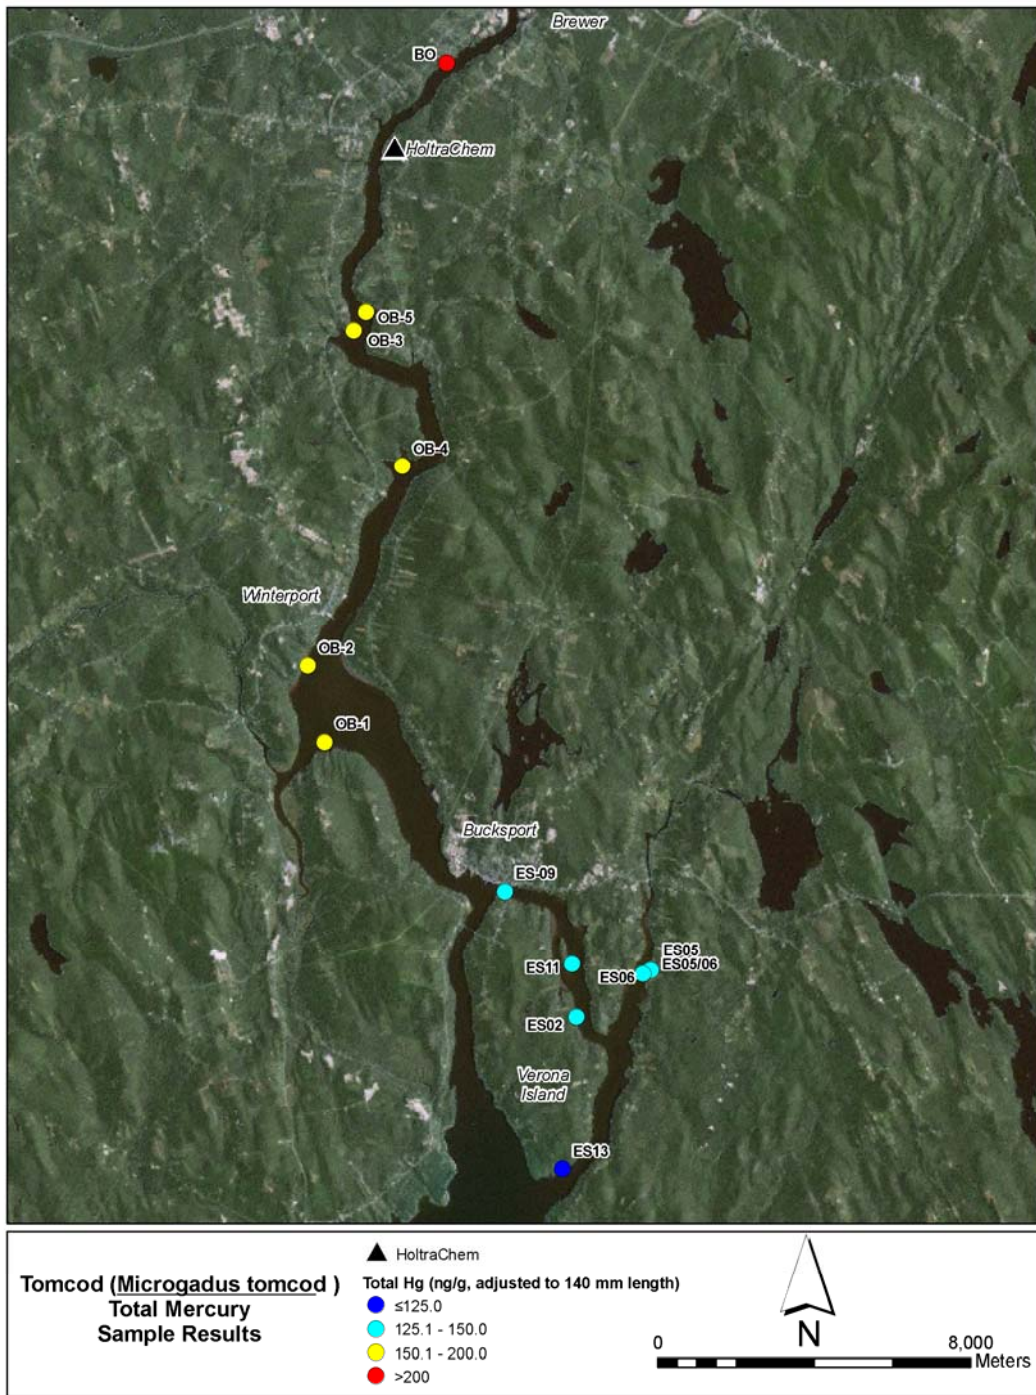 Brewer
BO
HoltraChem
OB-5
OB-3
OB-4
Winterport
OB-2
OB-1
Bucksport
ES-09
ES11
ES05
ES05/06
ES06
ES02
Verona
Island
ES13
Tomcod (Microgadus tomcod )
Total Mercury
Sample Results
HoltraChem
Total Hg (ng/g, adjusted to 140 mm length)
≤125.0
125.1 - 150.0
150.1 - 200.0
>200
N
0 8,000
Meters